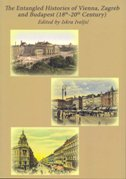 The Entangled Histories of Vienna, Zagreb
and Budapest (18th-20th Century)
Edited by Iskra Iveljić